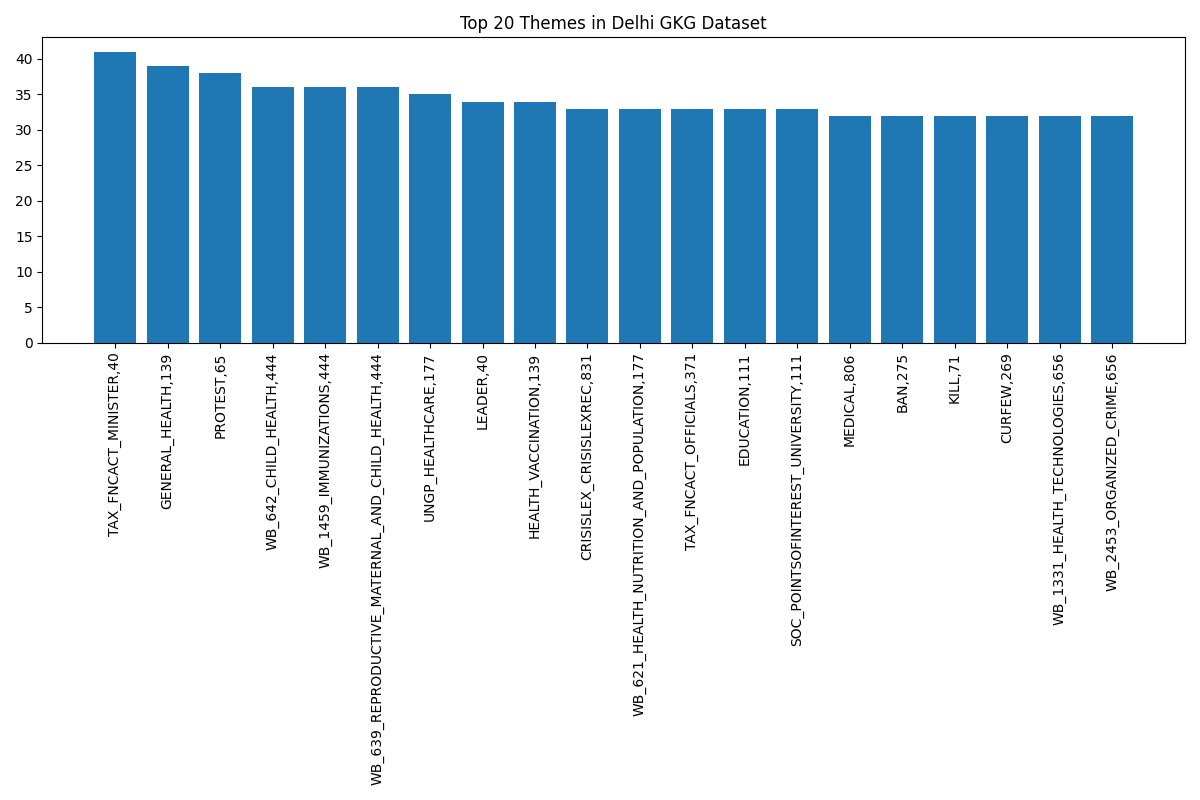 Top 20 Themes in Delhi GKG Dataset
40
35
30
25
20
15
10
5
0
TAX_FNCACT_MINISTER,40
GENERAL_HEALTH,139
PROTEST,65
WB_642_CHILD_HEALTH,444
WB_1459_IMMUNIZATIONS,444
WB_639_REPRODUCTIVE_MATERNAL_AND_CHILD_HEALTH,444
UNGP_HEALTHCARE,177
LEADER,40
HEALTH_VACCINATION,139
CRISISLEX_CRISISLEXREC,831
WB_621_HEALTH_NUTRITION_AND_POPULATION,177
TAX_FNCACT_OFFICIALS,371
EDUCATION,111
SOC_POINTSOFINTEREST_UNIVERSITY,111
MEDICAL,806
BAN,275
KILL,71
CURFEW,269
WB_1331_HEALTH_TECHNOLOGIES,656
WB_2453_ORGANIZED_CRIME,656